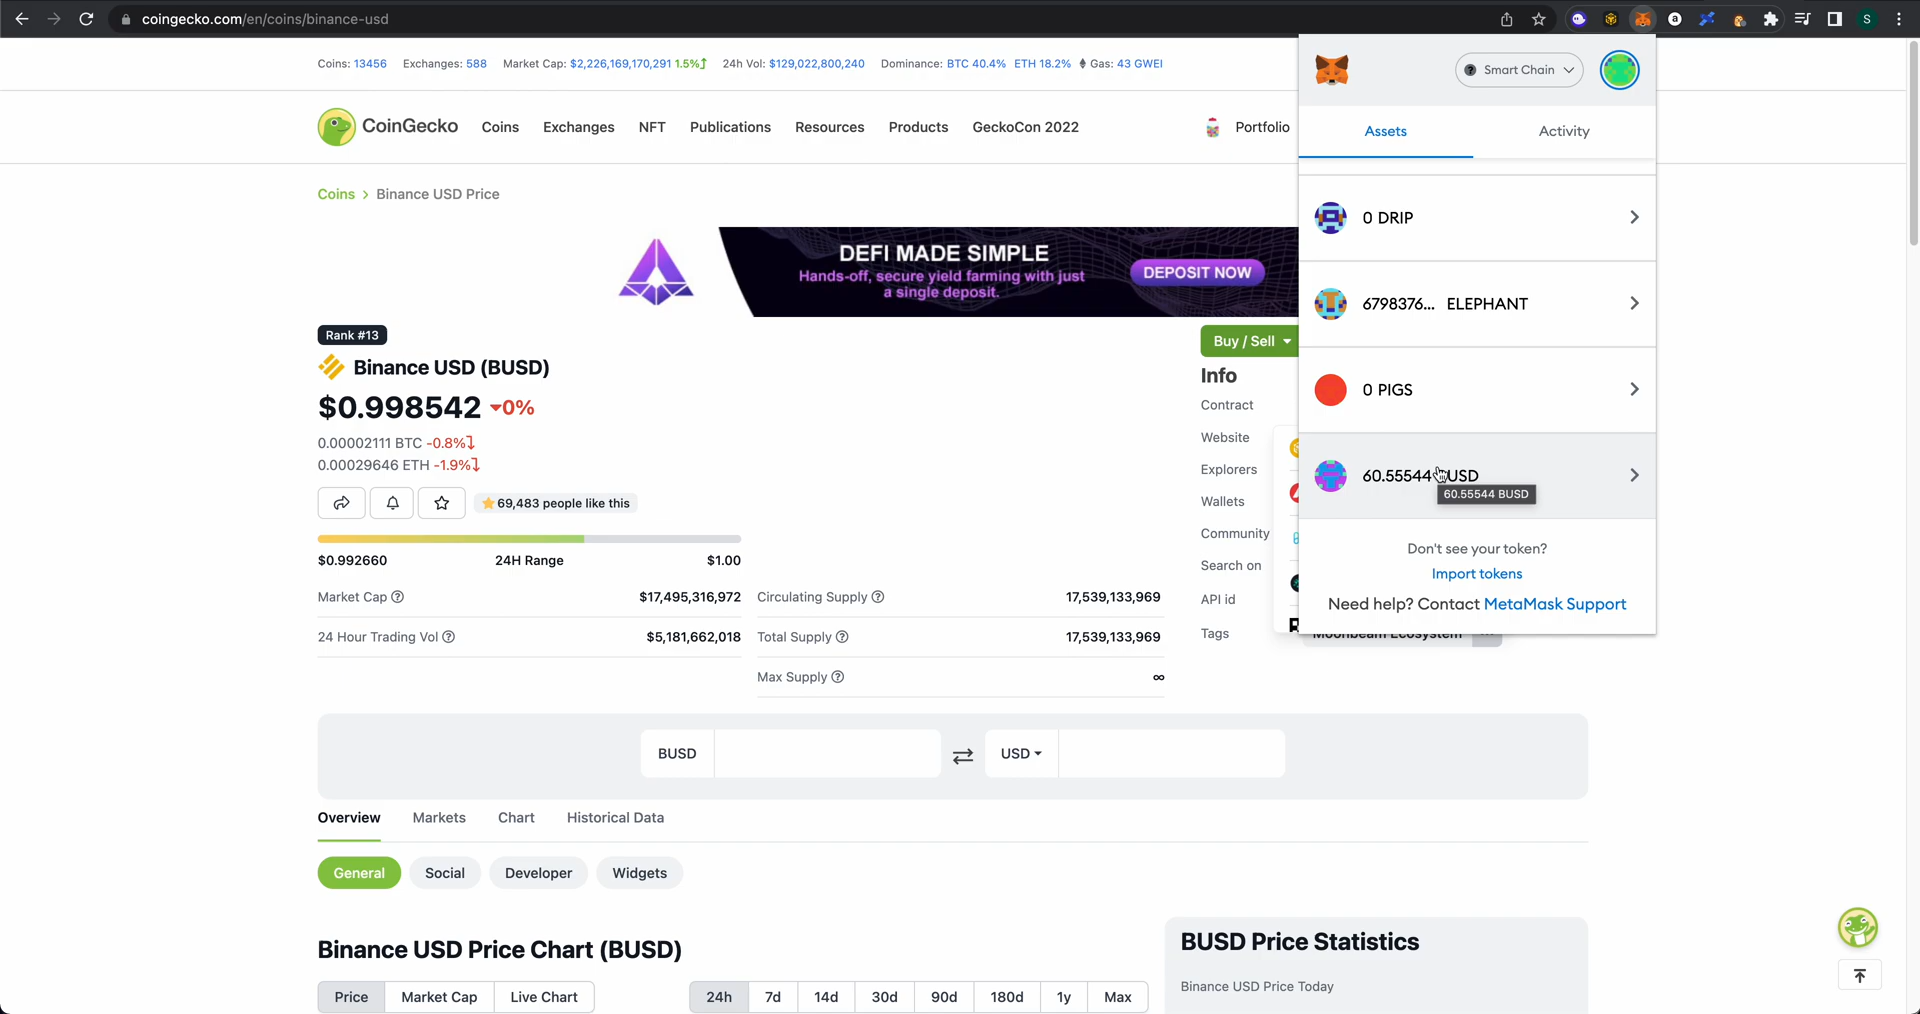 coingecko.com/en/coins/binance-usd
S
Coins: 13456 Exchanges: 588 Market Cap: $2,226,169,170,291 1.5% 24h Vol: $129,022,800,240 Dominance: BTC 40.4% ETH 18.2% Gas: 43 GWEI
CoinGecko Coins Exchanges NFT Publications Resources Products GeckoCon 2022 Portfolio
Coins > Binance USD Price
DEFI MADE SIMPLE
Hands-off, secure yield farming with just
a single deposit.
DEPOSIT NOW
Rank #13
Binance USD (BUSD)
$0.998542 0%
0.00002111 BTC -0.8%
0.00029646 ETH -1.9%
69,483 people like this
$0.992660 24H Range $1.00
Market Cap $17,495,316,972
24 Hour Trading Vol $5,181,662,018
Circulating Supply 17,539,133,969
Total Supply 17,539,133,969
Max Supply ∞
Buy / Sell
Info
Contract
Website
Explorers
Wallets
Community
Search on
API id
Tags
Smart Chain
Assets Activity
0 DRIP
6798376... ELEPHANT
0 PIGS
60.55544 BUSD
60.55544 BUSD
Don't see your token?
Import tokens
Need help? Contact MetaMask Support
Moonbeam Ecosystem
BUSD USD
Overview Markets Chart Historical Data
General Social Developer Widgets
Binance USD Price Chart (BUSD)
Price Market Cap Live Chart 24h 7d 14d 30d 90d 180d 1y Max
BUSD Price Statistics
Binance USD Price Today